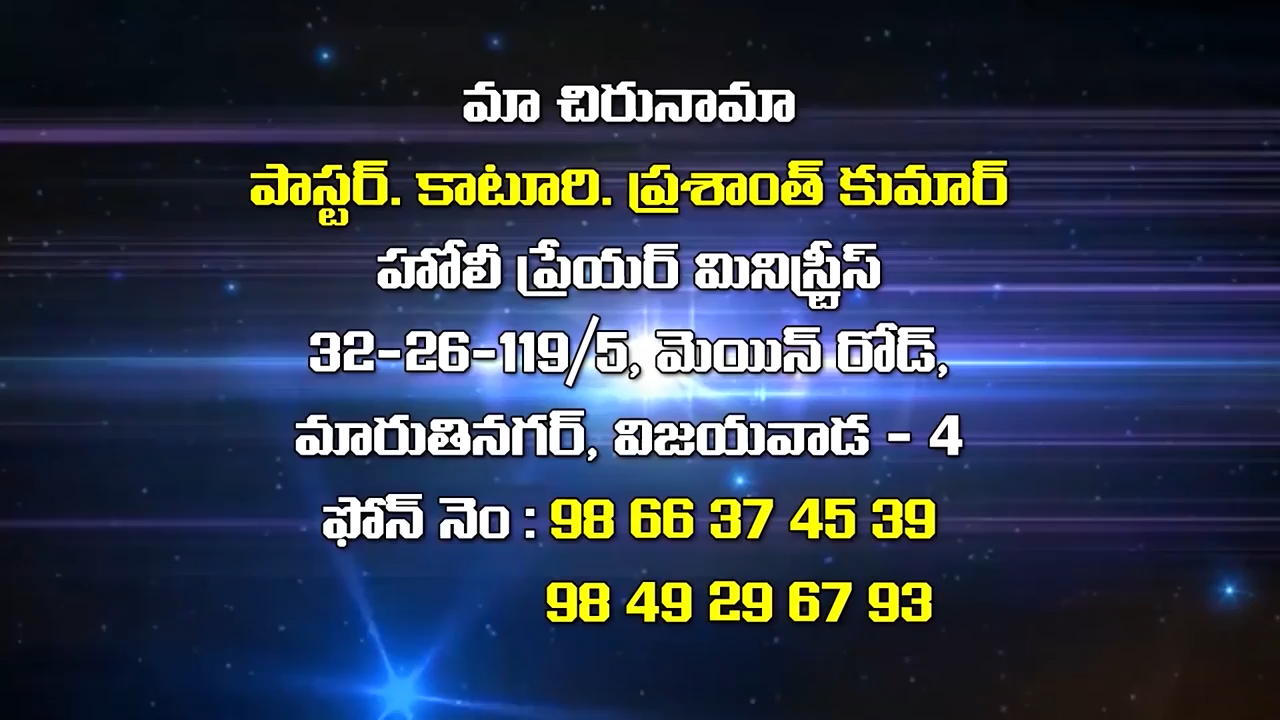 మా చిరునామా
పాస్టర్. కాటూరి. ప్రశాంత్ కుమార్
హోలీ ప్రేయర్ మినిస్ట్రీస్
32-26-119/5, మెయిన్ రోడ్,
మారుతినగర్, విజయవాడ - 4
ఫోన్ నెం : 98 66 37 45 39
98 49 29 67 93